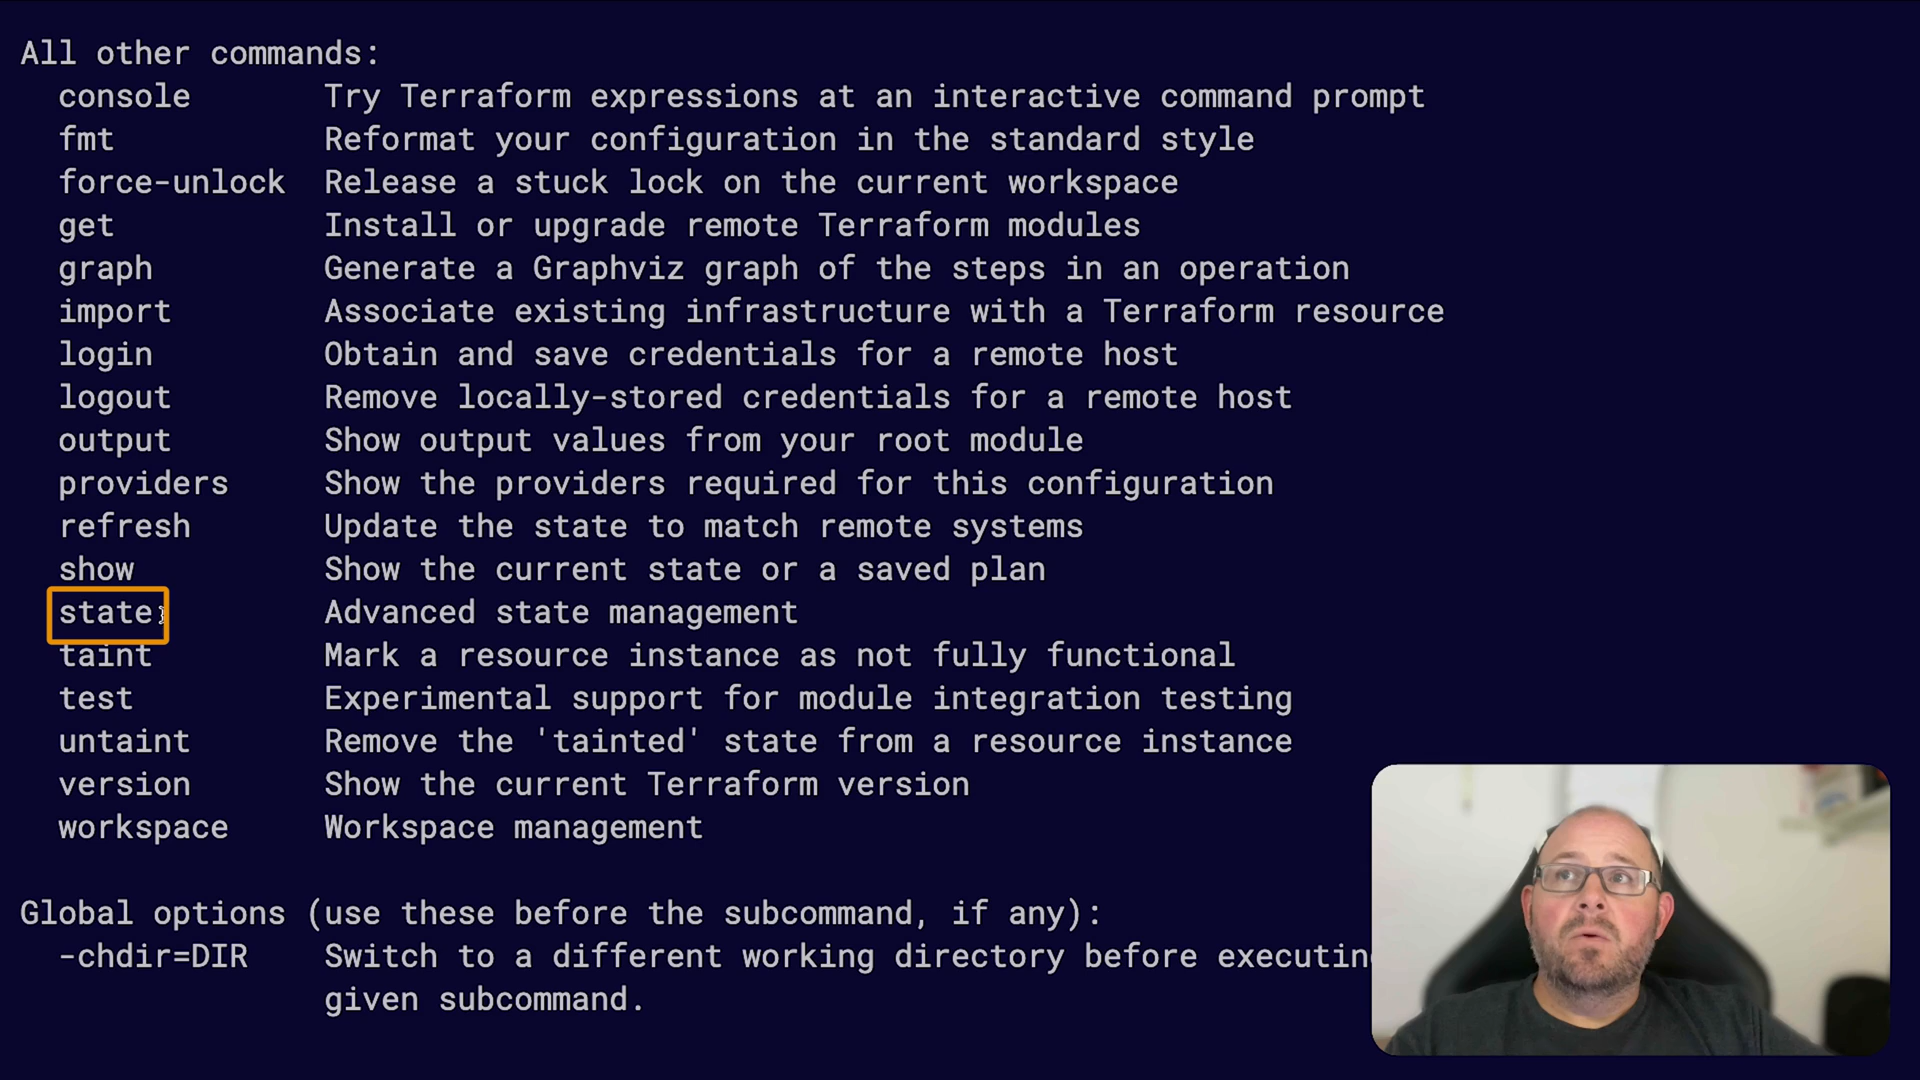 All other commands:
console Try Terraform expressions at an interactive command prompt
fmt Reformat your configuration in the standard style
force-unlock Release a stuck lock on the current workspace
get Install or upgrade remote Terraform modules
graph Generate a Graphviz graph of the steps in an operation
import Associate existing infrastructure with a Terraform resource
login Obtain and save credentials for a remote host
logout Remove locally-stored credentials for a remote host
output Show output values from your root module
providers Show the providers required for this configuration
refresh Update the state to match remote systems
show Show the current state or a saved plan
state Advanced state management
taint Mark a resource instance as not fully functional
test Experimental support for module integration testing
untaint Remove the 'tainted' state from a resource instance
version Show the current Terraform version
workspace Workspace management
Global options (use these before the subcommand, if any):
-chdir=DIR Switch to a different working directory before executin
given subcommand.